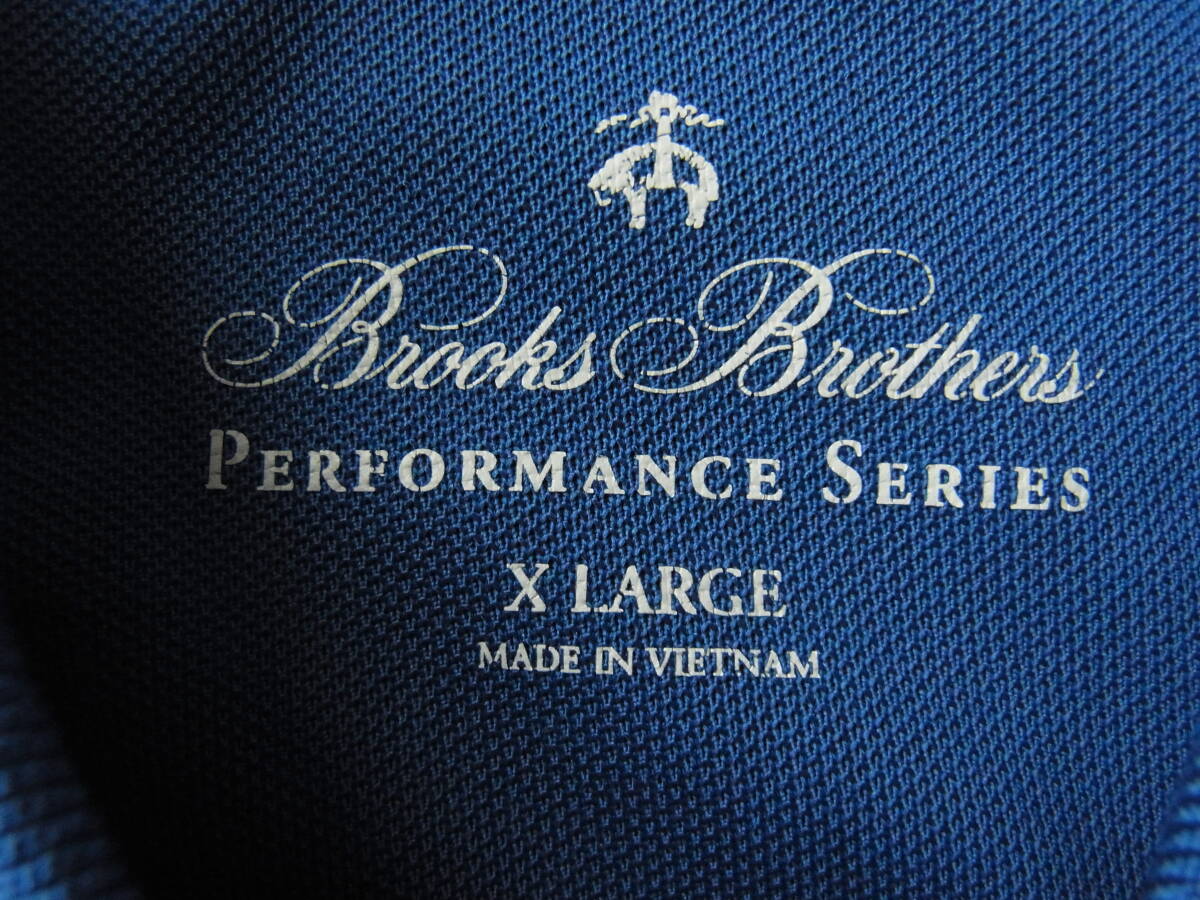 Brooks Brothers
PERFORMANCE SERIES
X LARGE
MADE IN VIETNAM